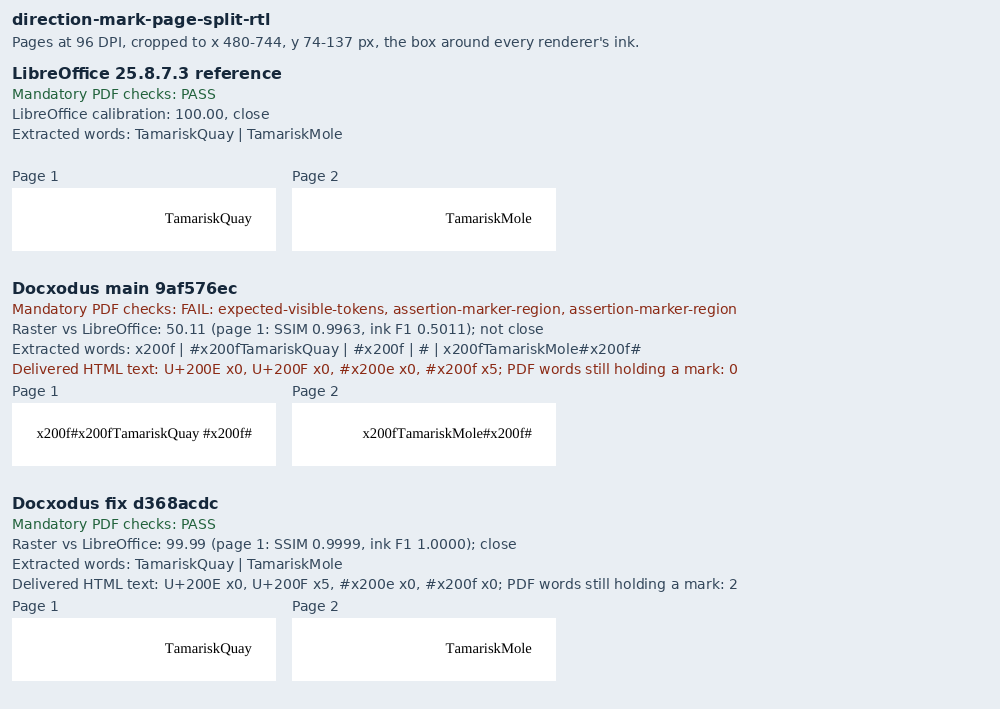 direction-mark-page-split-rtl
Pages at 96 DPI, cropped to x 480-744, y 74-137 px, the box around every renderer's ink.
LibreOffice 25.8.7.3 reference
Mandatory PDF checks: PASS
LibreOffice calibration: 100.00, close
Extracted words: TamariskQuay | TamariskMole
Page 1 Page 2
TamariskQuay TamariskMole
Docxodus main 9af576ec
Mandatory PDF checks: FAIL: expected-visible-tokens, assertion-marker-region, assertion-marker-region
Raster vs LibreOffice: 50.11 (page 1: SSIM 0.9963, ink F1 0.5011); not close
Extracted words: x200f | #x200fTamariskQuay | #x200f | # | x200fTamariskMole#x200f#
Delivered HTML text: U+200E x0, U+200F x0, #x200e x0, #x200f x5; PDF words still holding a mark: 0
Page 1 Page 2
x200f#x200fTamariskQuay #x200f# x200fTamariskMole#x200f#
Docxodus fix d368acdc
Mandatory PDF checks: PASS
Raster vs LibreOffice: 99.99 (page 1: SSIM 0.9999, ink F1 1.0000); close
Extracted words: TamariskQuay | TamariskMole
Delivered HTML text: U+200E x0, U+200F x5, #x200e x0, #x200f x0; PDF words still holding a mark: 2
Page 1 Page 2
TamariskQuay TamariskMole